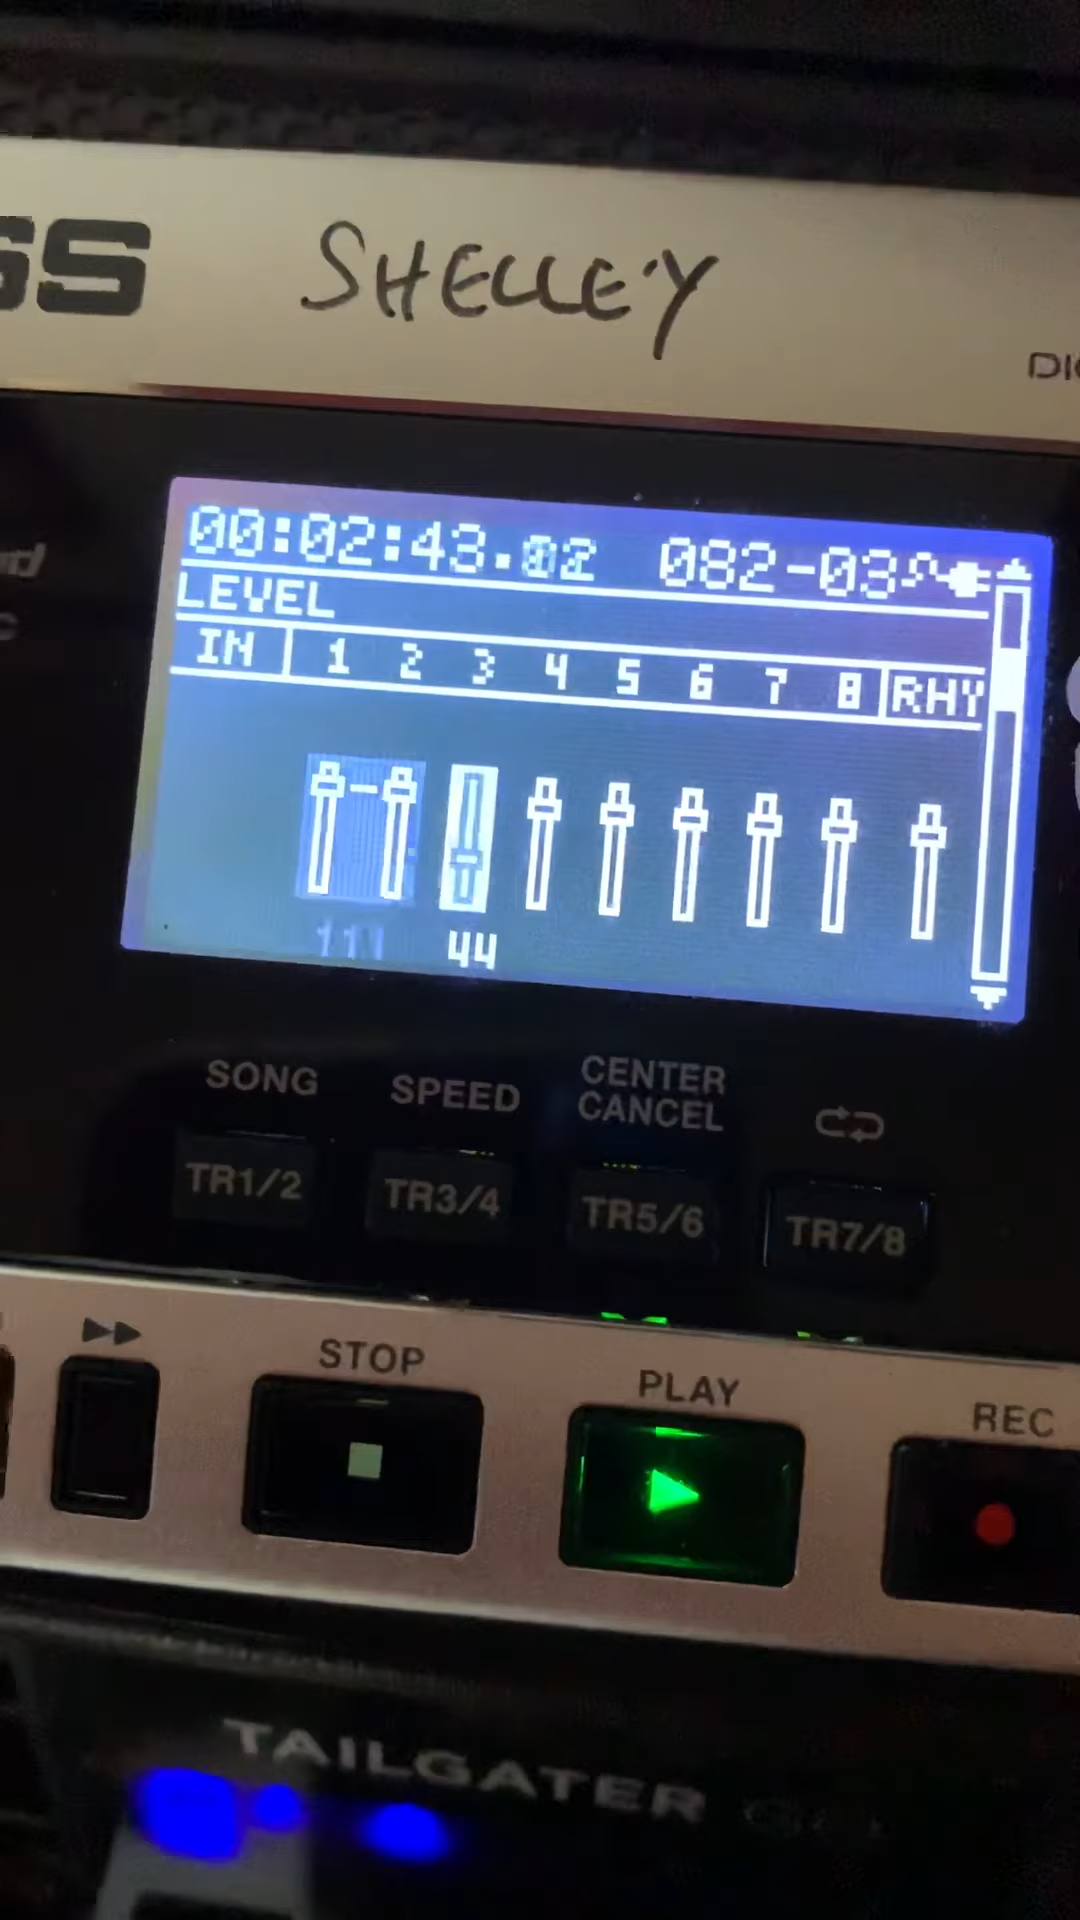 SS SHELLEY
DI
00:02:43. 082-03
LEVEL
IN 1 2 3 4 5 6 7 8 RHY
111 44
SONG SPEED CENTER CANCEL
TR1/2 TR3/4 TR5/6 TR7/8
STOP PLAY REC
TAILGATER